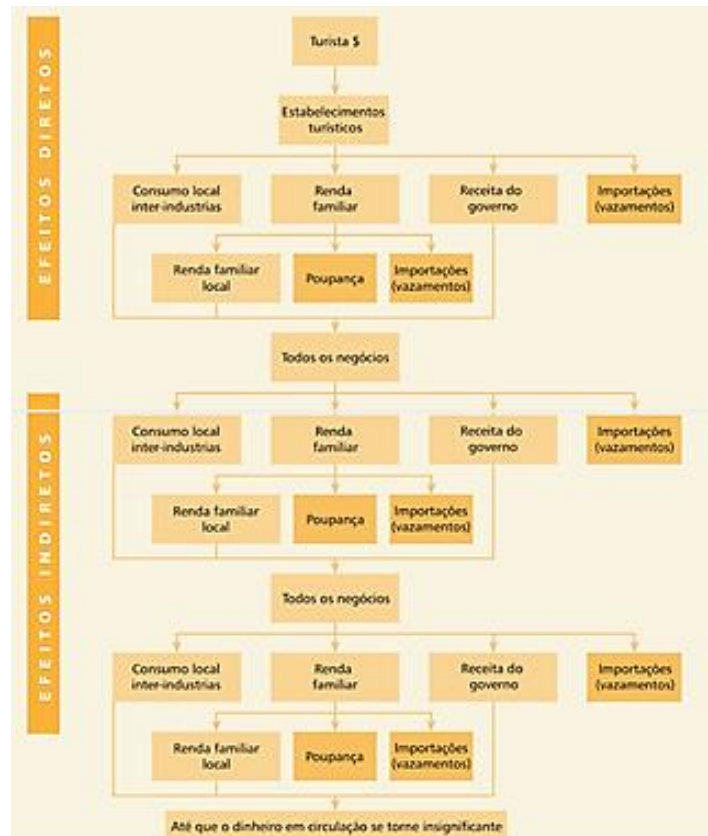 EFEITOS DIRETOS
Turista $
Estabelecimentos
turísticos
Consumo local
inter-industrias
Renda
familiar
Receita do
governo
Importações
(vazamentos)
Renda familiar
local
Poupança
Importações
(vazamentos)
Todos os negócios
EFEITOS INDIRETOS
Consumo local
inter-industrias
Renda
familiar
Receita do
governo
Importações
(vazamentos)
Renda familiar
local
Poupança
Importações
(vazamentos)
Todos os negócios
Consumo local
inter-industrias
Renda
familiar
Receita do
governo
Importações
(vazamentos)
Renda familiar
local
Poupança
Importações
(vazamentos)
Até que o dinheiro em circulação se torne insignificante